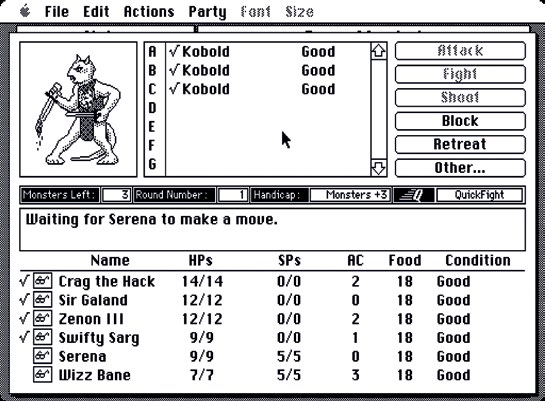 File Edit Actions Party Font Size
A √ Kobold Good
B √ Kobold Good
C √ Kobold Good
D
E
F
G
Attack
Fight
Shoot
Block
Retreat
Other...
Monsters Left: 3 Round Number: 1 Handicap: Monsters +3 QuickFight
Waiting for Serena to make a move.
Name HPs SPs AC Food Condition
√ Crag the Hack 14/14 0/0 2 18 Good
√ Sir Galand 12/12 0/0 0 18 Good
√ Zenon III 12/12 0/0 2 18 Good
√ Swifty Sarg 9/9 0/0 1 18 Good
Serena 9/9 5/5 0 18 Good
Wizz Bane 7/7 5/5 3 18 Good